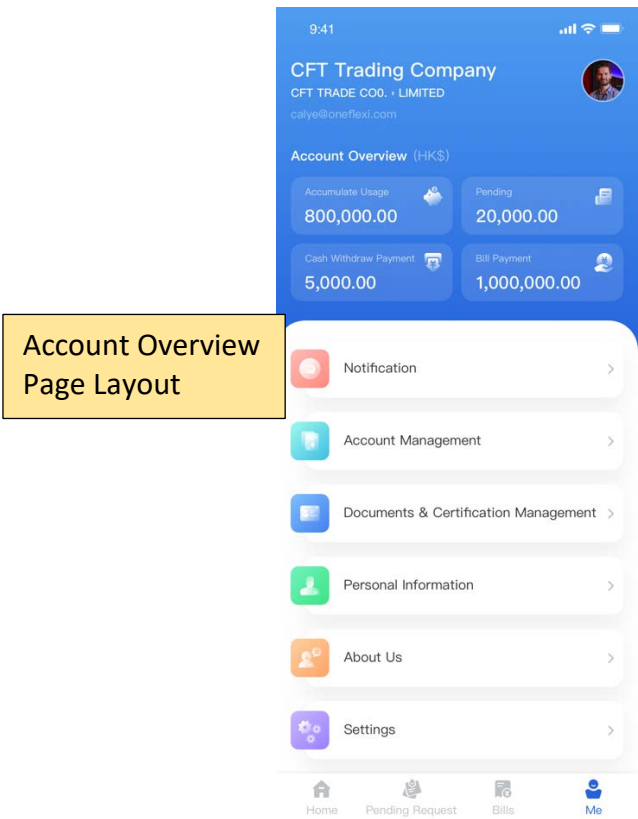 9:41
CFT Trading Company
CFT TRADE CO0. · LIMITED
calye@oneflexi.com
Account Overview (HK$)
Accumulate Usage
800,000.00
Pending
20,000.00
Cash Withdraw Payment
5,000.00
Bill Payment
1,000,000.00
Account Overview
Page Layout
Notification
Account Management
Documents & Certification Management
Personal Information
About Us
Settings
Home
Pending Request
Bills
Me